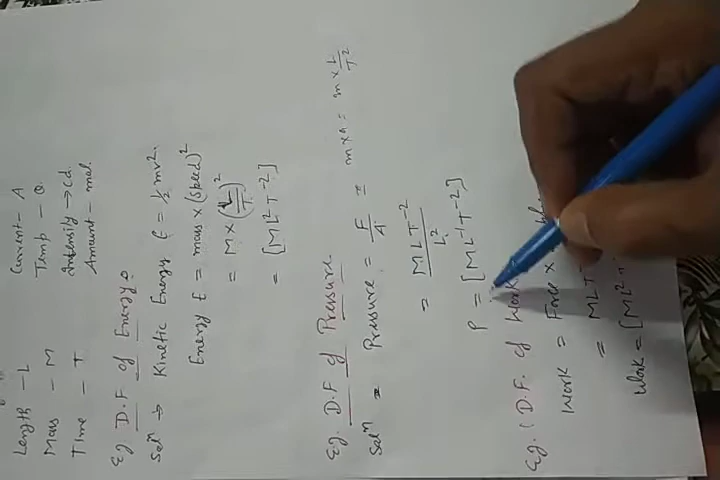 Length - L Current - A
Mass - M Temp - Q
Time - T Intensity → Cd.
Amount - mol
Eg D.F of Energy.
Solⁿ → Kinetic Energy E = 1/2 mv².
Energy E = mass × (speed)²
= M × (L/T)²
= [ML²T⁻²]
Eg. D.F of Pressure
Solⁿ = Pressure = F/A = m×a = m × L/T²
= MLT⁻²/L²
P = [ML⁻¹T⁻²]
Eg. (D.F. of Work
Work = Force ×
= MLT
Work = [ML²